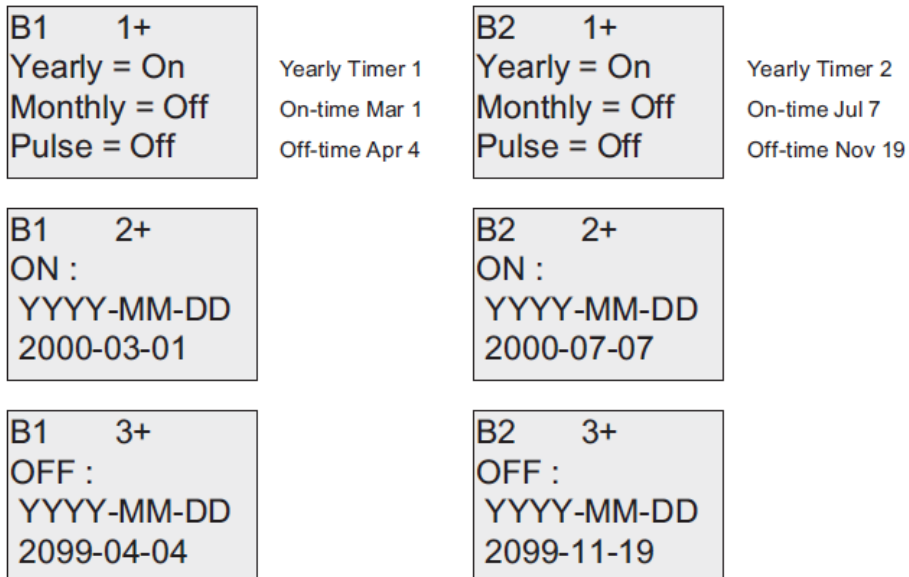 B1 1+
Yearly = On
Monthly = Off
Pulse = Off
Yearly Timer 1
On-time Mar 1
Off-time Apr 4
B2 1+
Yearly = On
Monthly = Off
Pulse = Off
Yearly Timer 2
On-time Jul 7
Off-time Nov 19
B1 2+
ON :
YYYY-MM-DD
2000-03-01
B2 2+
ON :
YYYY-MM-DD
2000-07-07
B1 3+
OFF :
YYYY-MM-DD
2099-04-04
B2 3+
OFF :
YYYY-MM-DD
2099-11-19